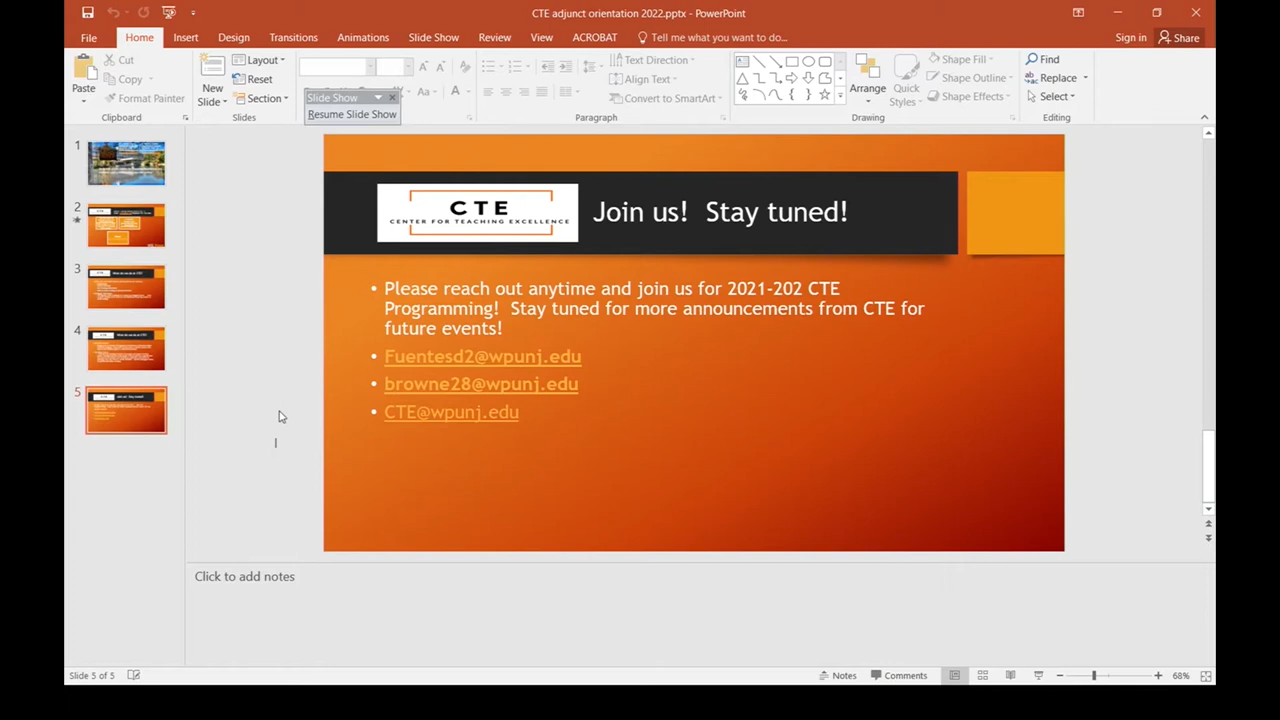 CTE adjunct orientation 2022.pptx - PowerPoint
File Home Insert Design Transitions Animations Slide Show Review View ACROBAT Tell me what you want to do... Sign in Share
Paste
Cut
Copy
Format Painter
Clipboard
New Slide
Layout
Reset
Section
Slides
Slide Show
Resume Slide Show
Text Direction
Align Text
Convert to SmartArt
Paragraph
Arrange
Quick Styles
Shape Fill
Shape Outline
Shape Effects
Drawing
Find
Replace
Select
Editing
1
2
3
4
5
CTE
CENTER FOR TEACHING EXCELLENCE
Join us! Stay tuned!
• Please reach out anytime and join us for 2021-202 CTE
Programming! Stay tuned for more announcements from CTE for
future events!
• Fuentesd2@wpunj.edu
• browne28@wpunj.edu
• CTE@wpunj.edu
Click to add notes
Slide 5 of 5 Notes Comments 68%